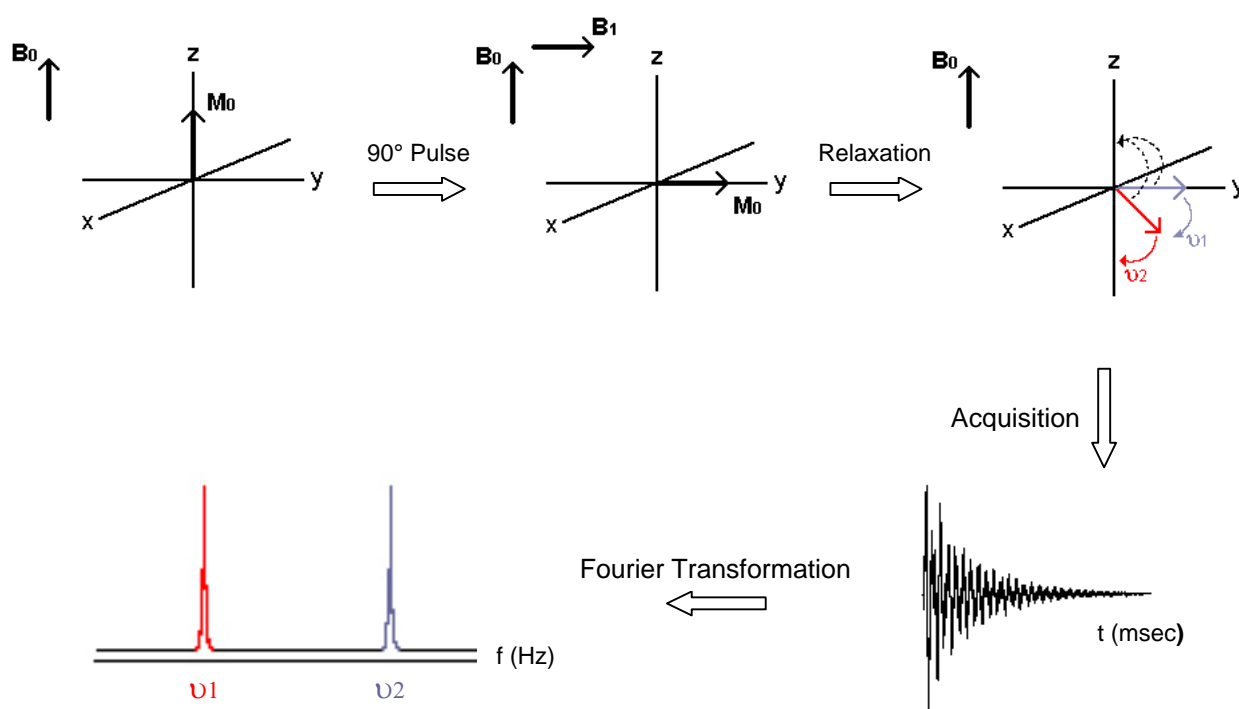 B₀
z
M₀
y
x
90° Pulse
B₁
B₀
z
y
M₀
x
Relaxation
B₀
z
y
x
υ1
υ2
Acquisition
t (msec)
Fourier Transformation
f (Hz)
υ1
υ2